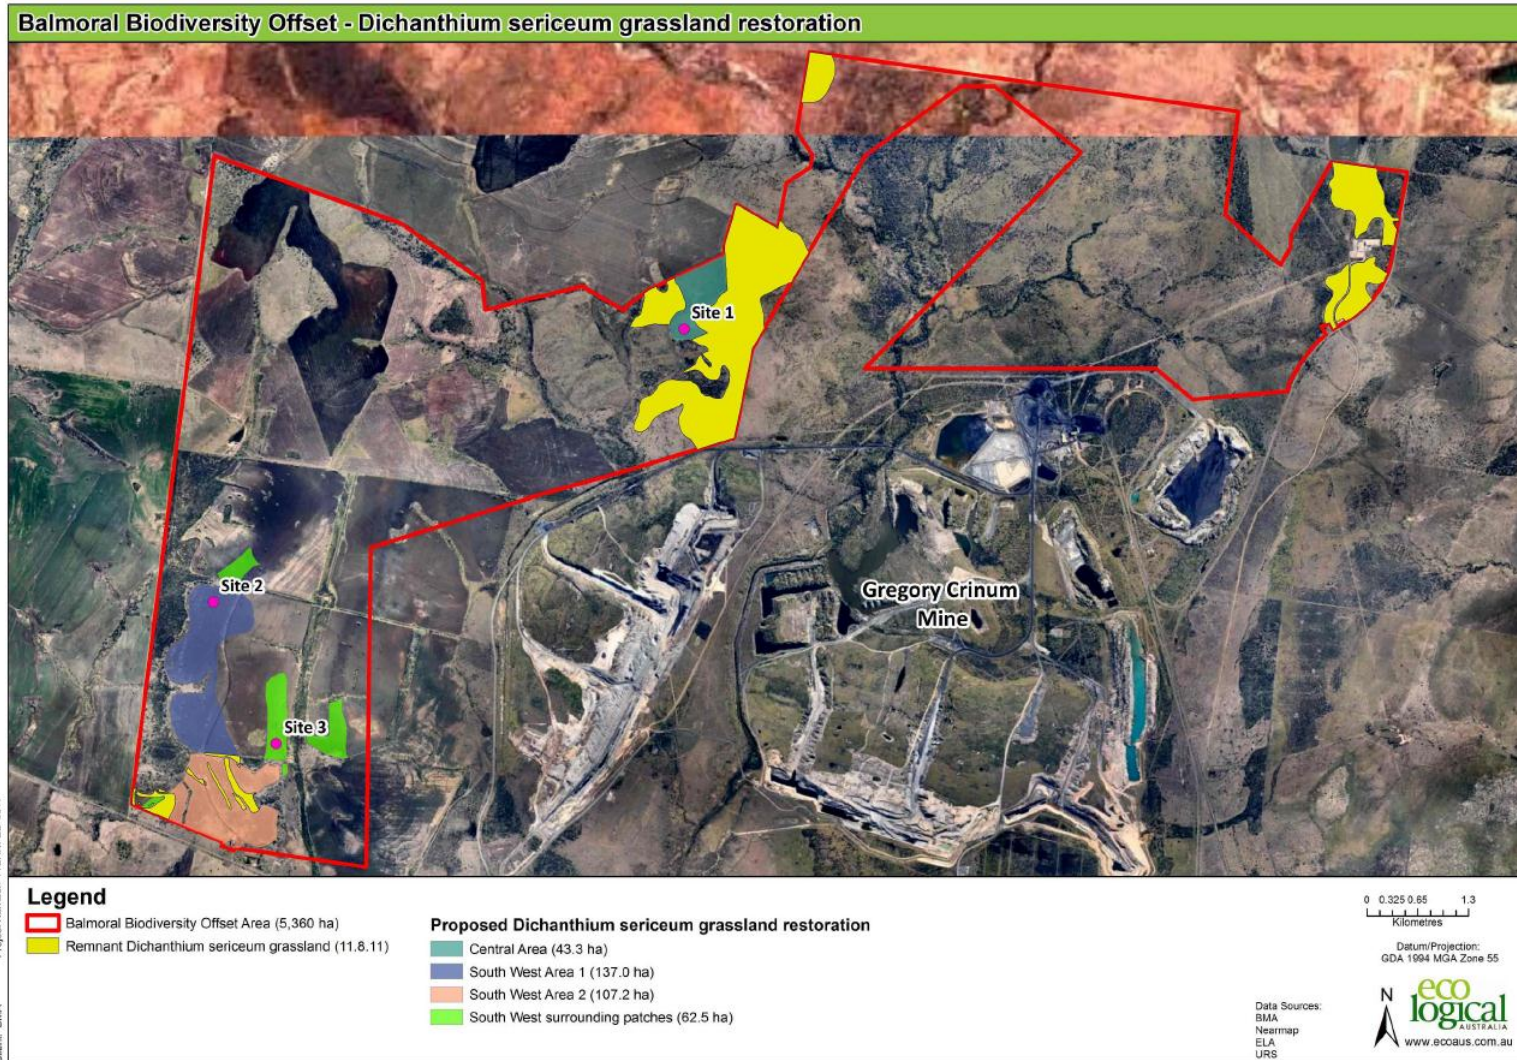 Balmoral Biodiversity Offset - Dichanthium sericeum grassland restoration
Site 1
Site 2
Gregory Crinum
Mine
Site 3
Legend
Balmoral Biodiversity Offset Area (5,360 ha)
Remnant Dichanthium sericeum grassland (11.8.11)
Proposed Dichanthium sericeum grassland restoration
Central Area (43.3 ha)
South West Area 1 (137.0 ha)
South West Area 2 (107.2 ha)
South West surrounding patches (62.5 ha)
0 0.325 0.65 1.3
Kilometres
Datum/Projection:
GDA 1994 MGA Zone 55
Data Sources:
BMA
Nearmap
ELA
URS
N
eco
logical
AUSTRALIA
www.ecoaus.com.au